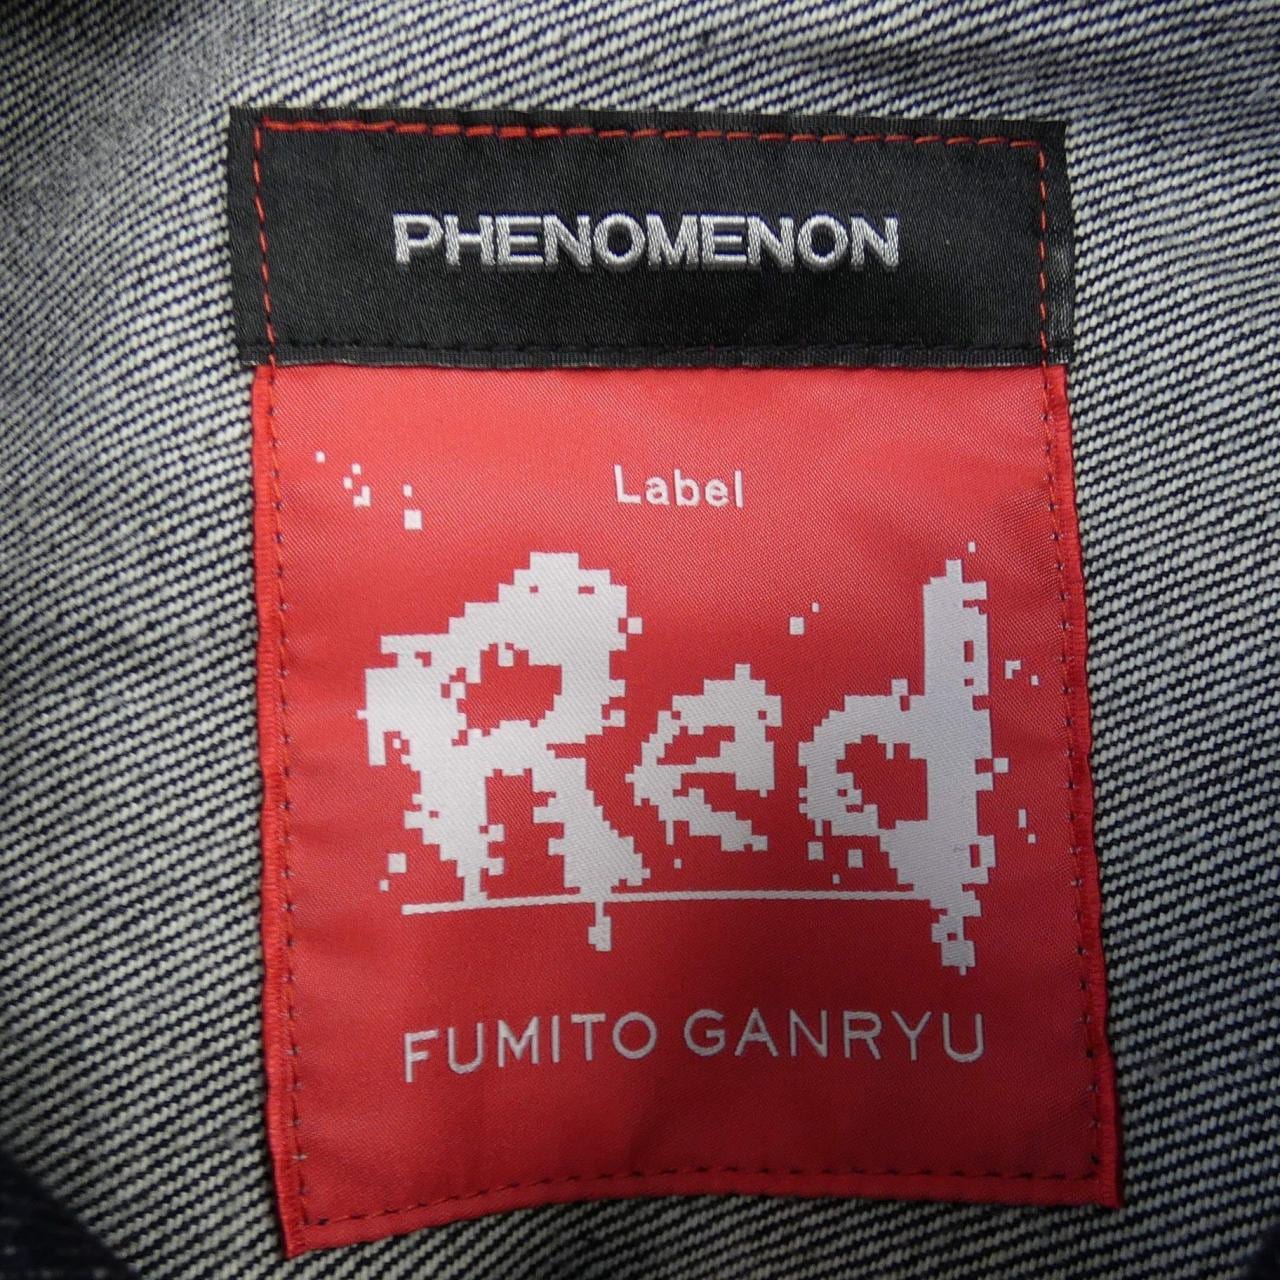 PHENOMENON
Label
Red
FUMITO GANRYU